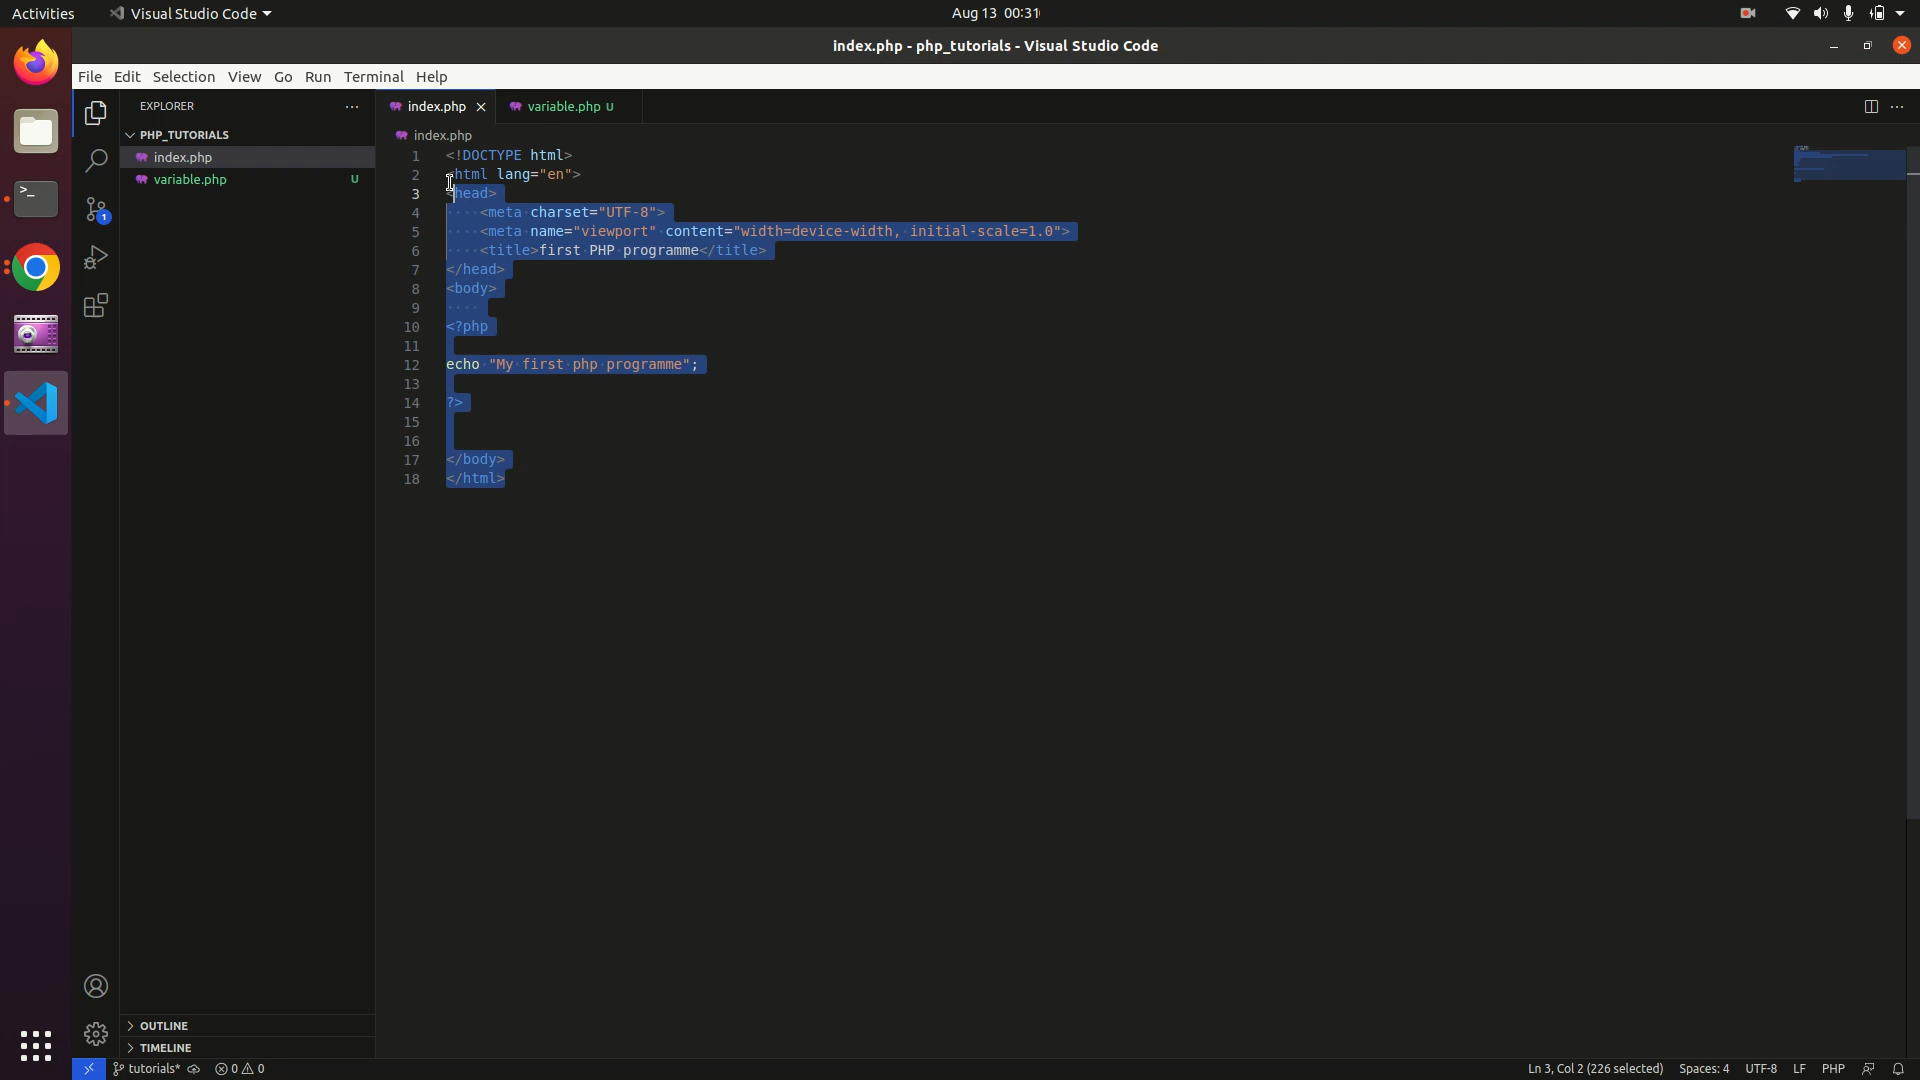 Activities Visual Studio Code Aug 13 00:31
index.php - php_tutorials - Visual Studio Code
File Edit Selection View Go Run Terminal Help
EXPLORER
PHP_TUTORIALS
index.php
variable.php U
OUTLINE
TIMELINE
1
index.php variable.php U
index.php
1 <!DOCTYPE html>
2 <html lang="en">
3 <head>
4 ····<meta·charset="UTF-8">
5 ····<meta·name="viewport"·content="width=device-width,·initial-scale=1.0">
6 ····<title>first·PHP·programme</title>
7 </head>
8 <body>
9 ····
10 <?php
11
12 echo·"My·first·php·programme";
13
14 ?>
15
16
17 </body>
18 </html>
tutorials* 0 0 Ln 3, Col 2 (226 selected) Spaces: 4 UTF-8 LF PHP